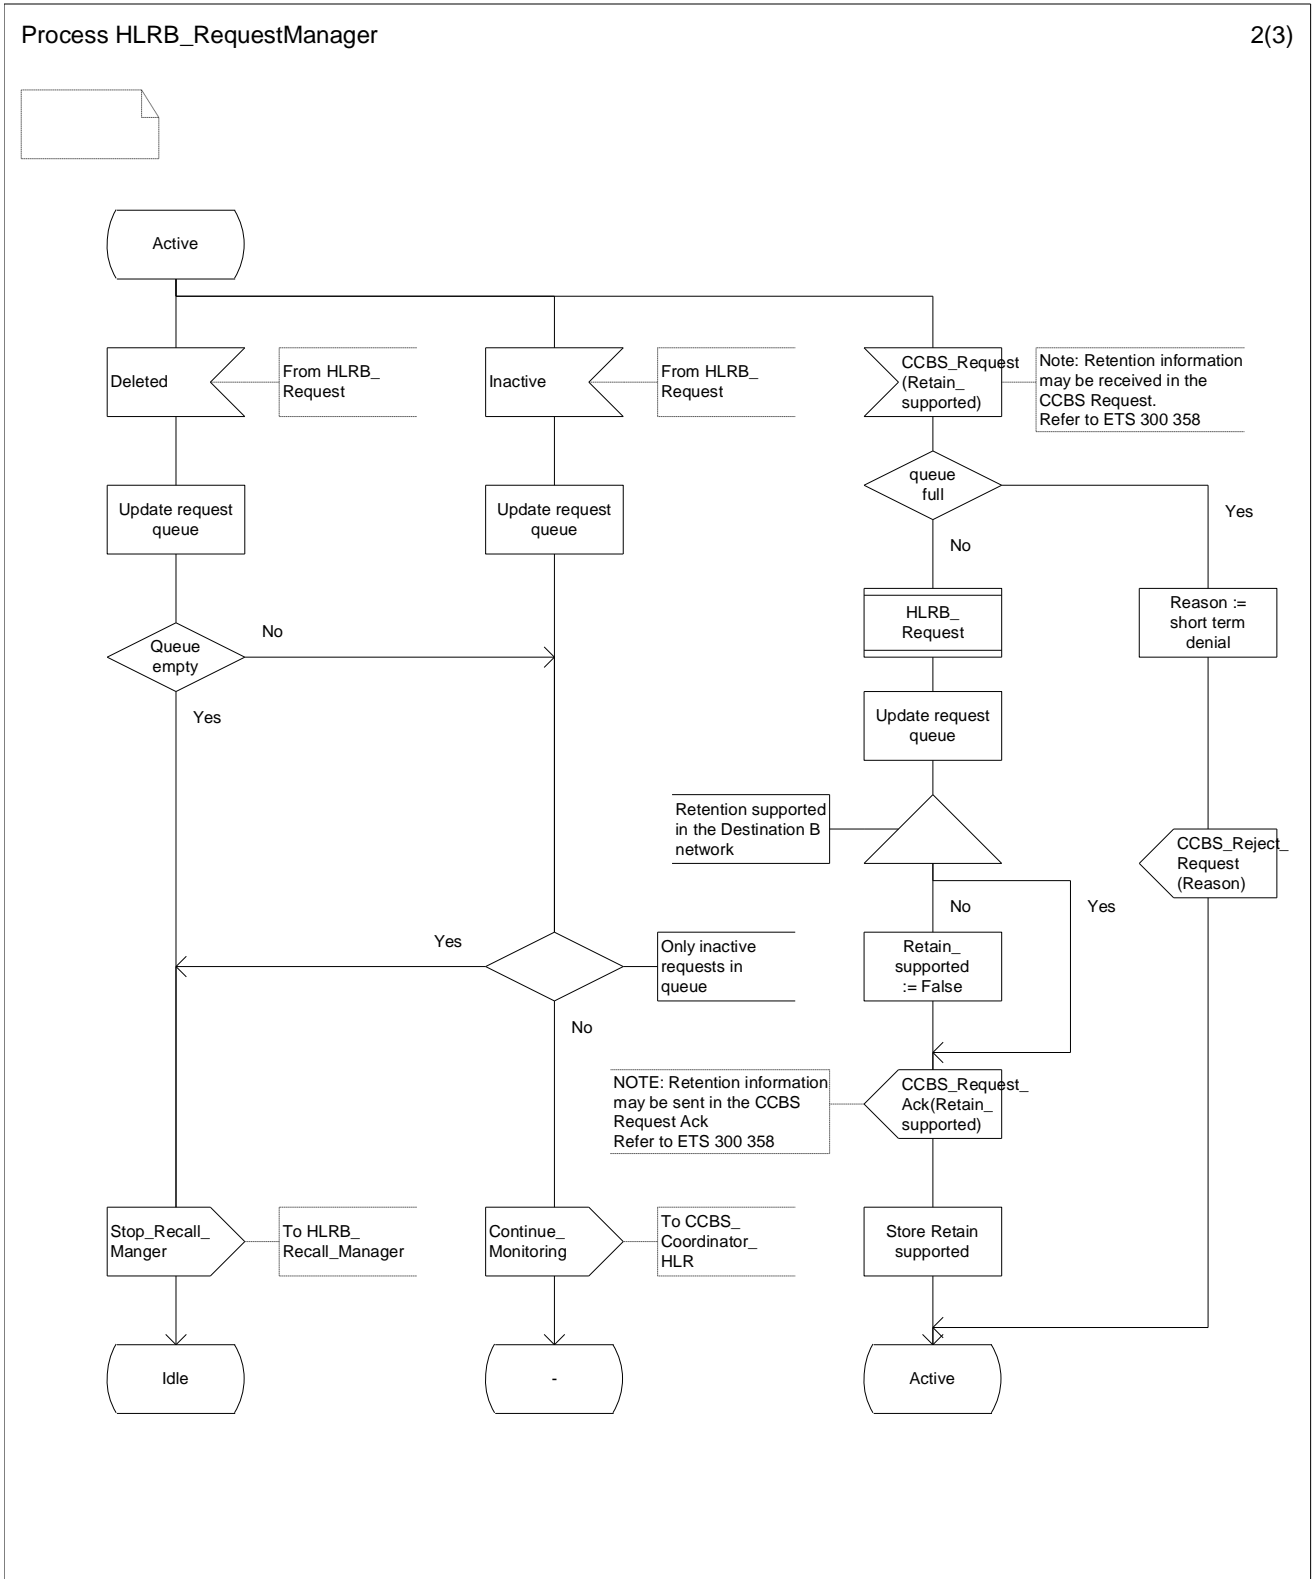 Process HLRB_RequestManager
2(3)
Active
Deleted
From HLRB_
Request
Inactive
From HLRB_
Request
CCBS_Request
(Retain_
supported)
Note: Retention information
may be received in the
CCBS Request.
Refer to ETS 300 358
Update request
queue
Update request
queue
queue
full
Yes
No
Queue
empty
No
Yes
HLRB_
Request
Reason :=
short term
denial
Update request
queue
Retention supported
in the Destination B
network
CCBS_Reject_
Request
(Reason)
No
Yes
Yes
Only inactive
requests in
queue
No
Retain_
supported
:= False
NOTE: Retention information
may be sent in the CCBS
Request Ack
Refer to ETS 300 358
CCBS_Request_
Ack(Retain_
supported)
Stop_Recall_
Manger
To HLRB_
Recall_Manager
Continue_
Monitoring
To CCBS_
Coordinator_
HLR
Store Retain
supported
Idle
-
Active